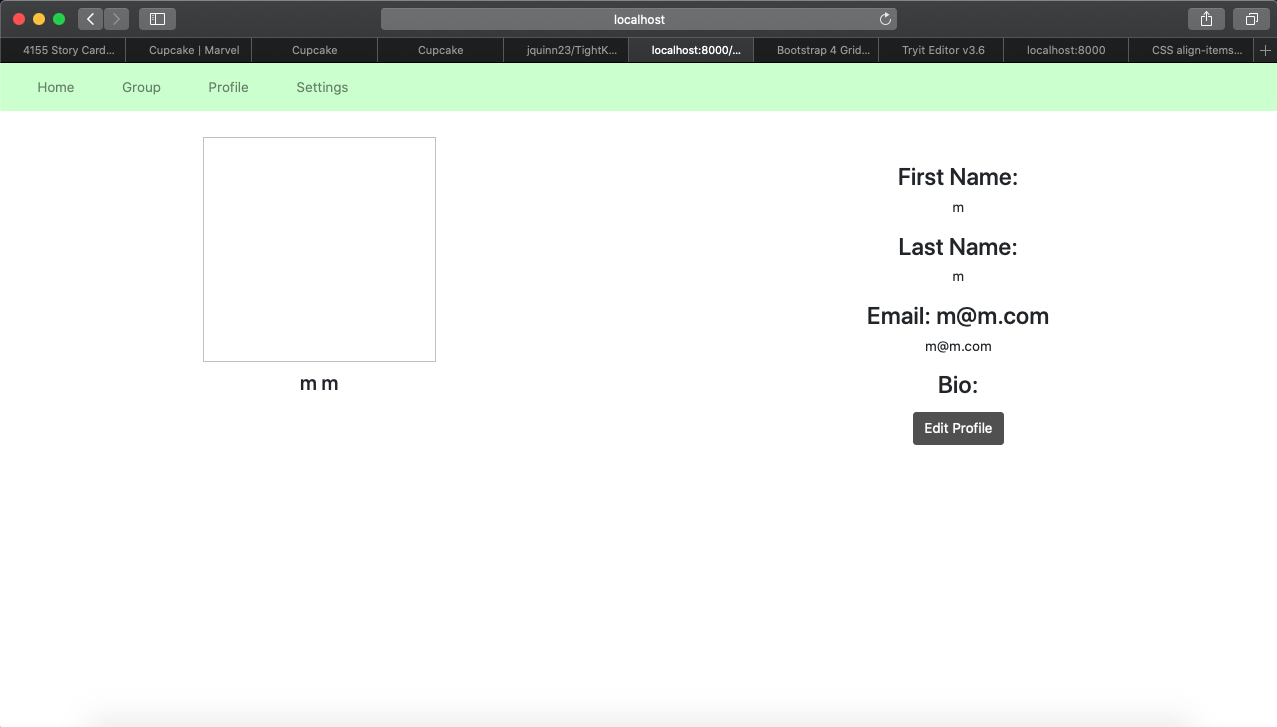 localhost
4155 Story Card...
Cupcake | Marvel
Cupcake
Cupcake
jquinn23/TightK...
localhost:8000/...
Bootstrap 4 Grid...
Tryit Editor v3.6
localhost:8000
CSS align-items...
Home Group Profile Settings
First Name:
m
Last Name:
m
Email: m@m.com
m@m.com
Bio:
Edit Profile
m m